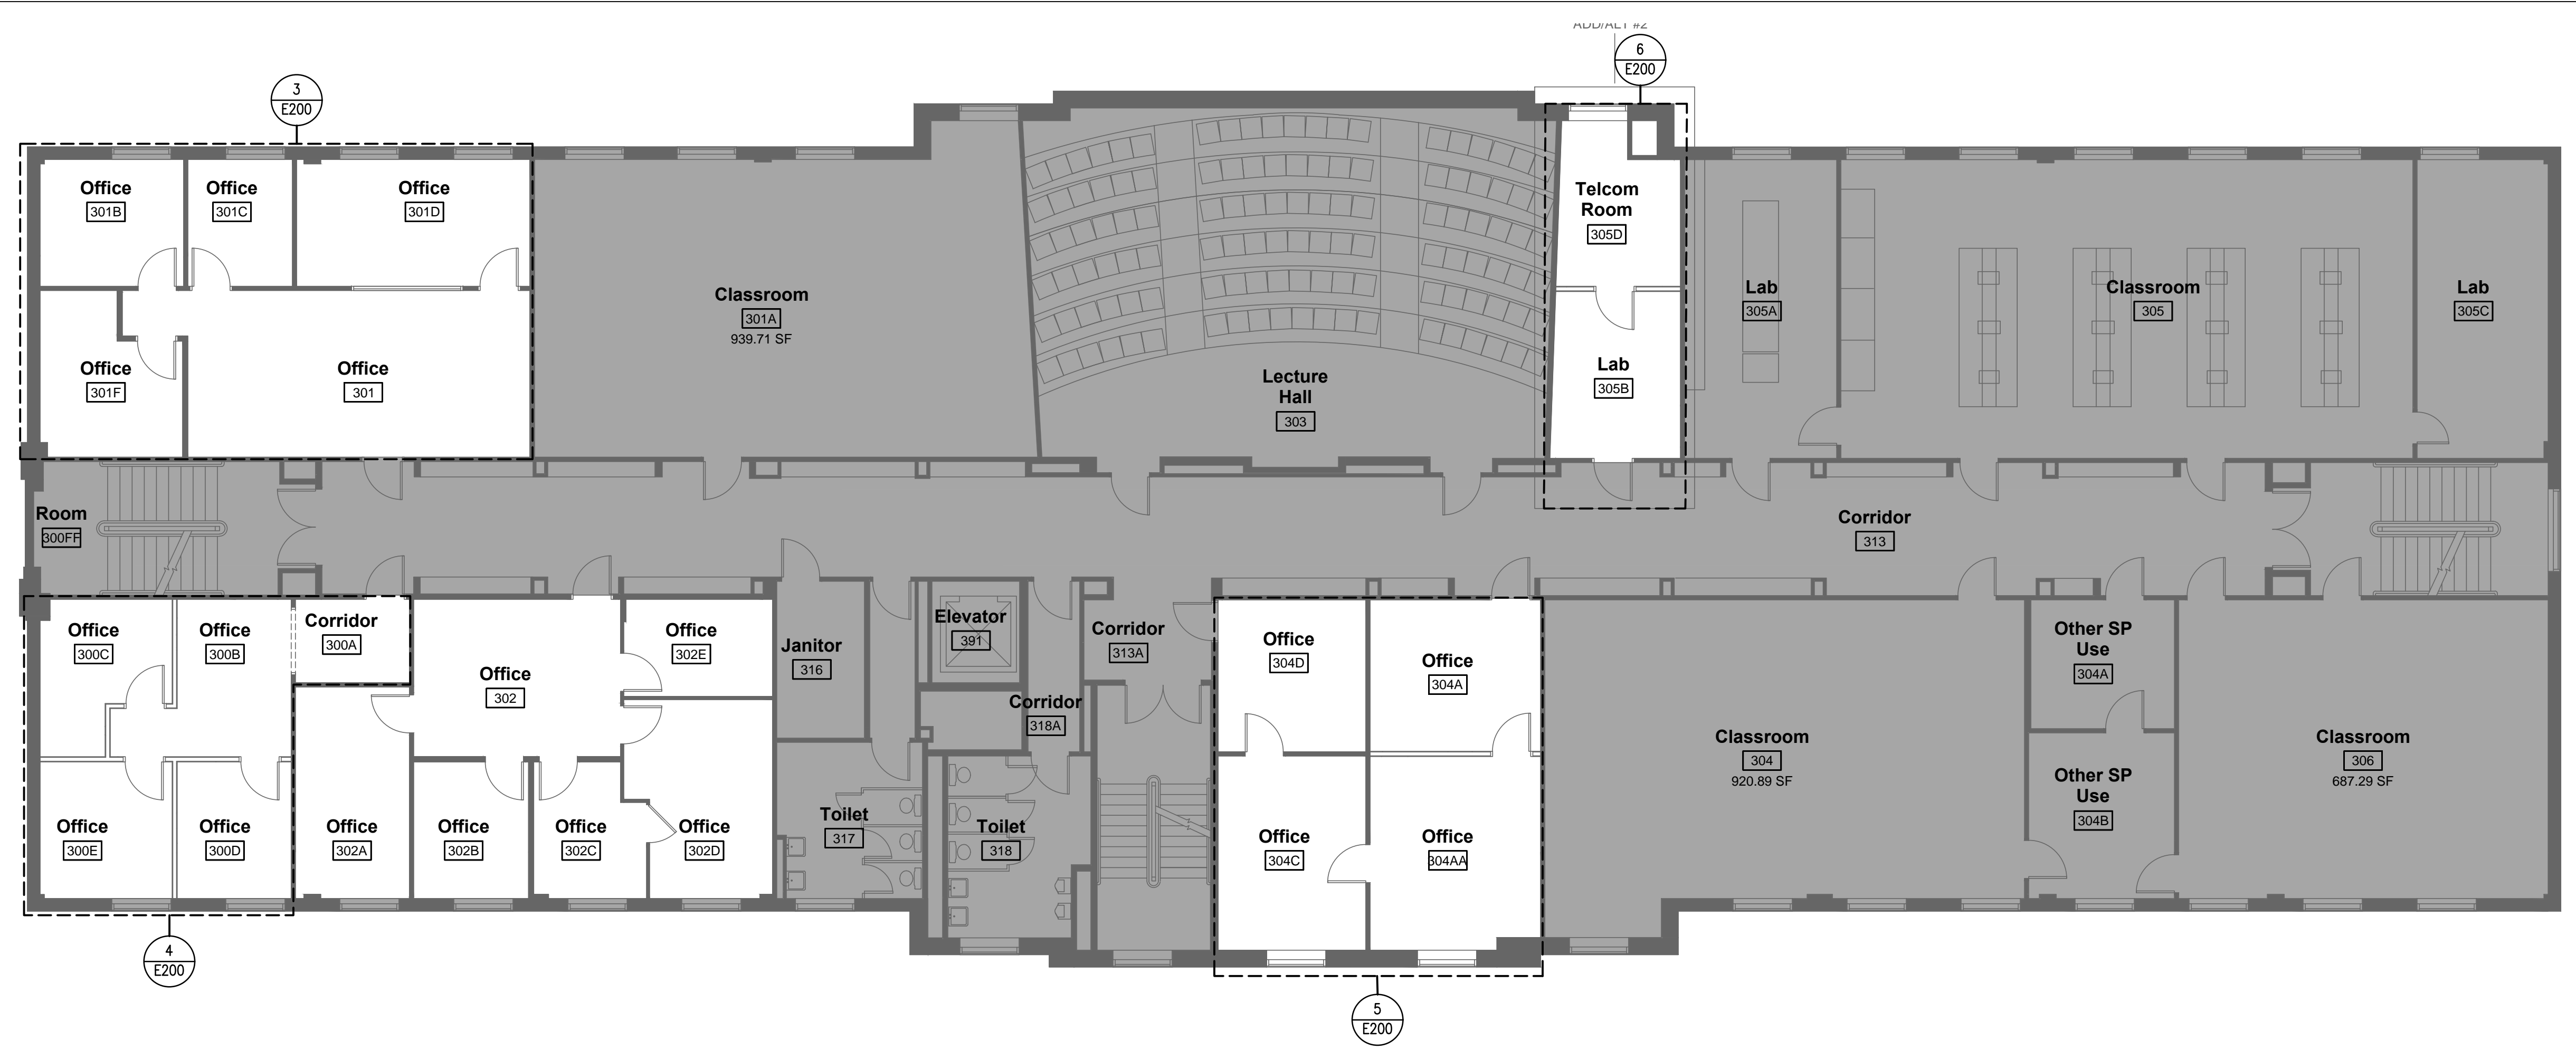 ADD/ALT #2
6
E200
3
E200
Office
301B
Office
301C
Office
301D
Telcom
Room
305D
Classroom
301A
939.71 SF
Lab
305A
Classroom
305
Lab
305C
Office
301F
Office
301
Lecture
Hall
303
Lab
305B
Room
300FF
Corridor
313
Office
300C
Office
300B
Corridor
300A
Office
302
Office
302E
Janitor
316
Elevator
391
Corridor
313A
Office
304D
Office
304A
Other SP
Use
304A
Corridor
318A
Classroom
304
920.89 SF
Classroom
306
687.29 SF
Other SP
Use
304B
Office
300E
Office
300D
Office
302A
Office
302B
Office
302C
Office
302D
Toilet
317
Toilet
318
Office
304C
Office
304AA
4
E200
5
E200